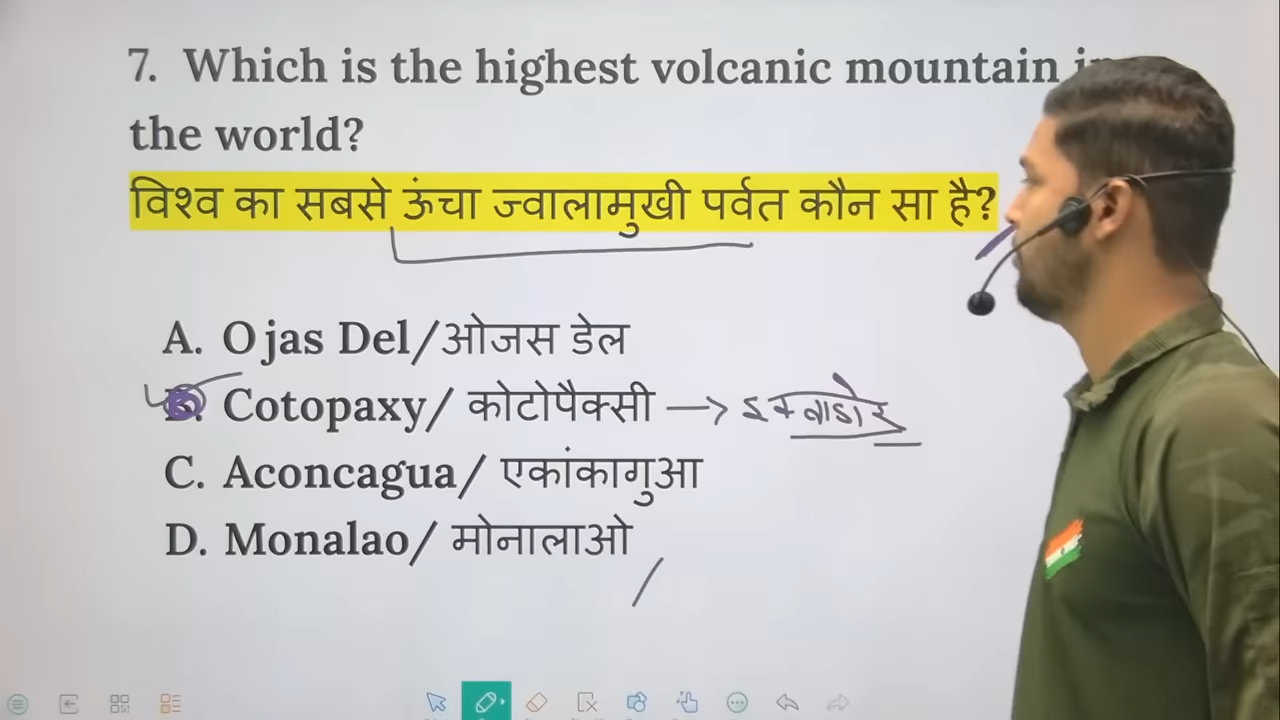 7. Which is the highest volcanic mountain in
the world?
विश्व का सबसे ऊंचा ज्वालामुखी पर्वत कौन सा है?
A. Ojas Del/ओजस डेल
B. Cotopaxy/ कोटोपैक्सी → इक्वाडोर
C. Aconcagua/ एकांकागुआ
D. Monalao/ मोनालाओ